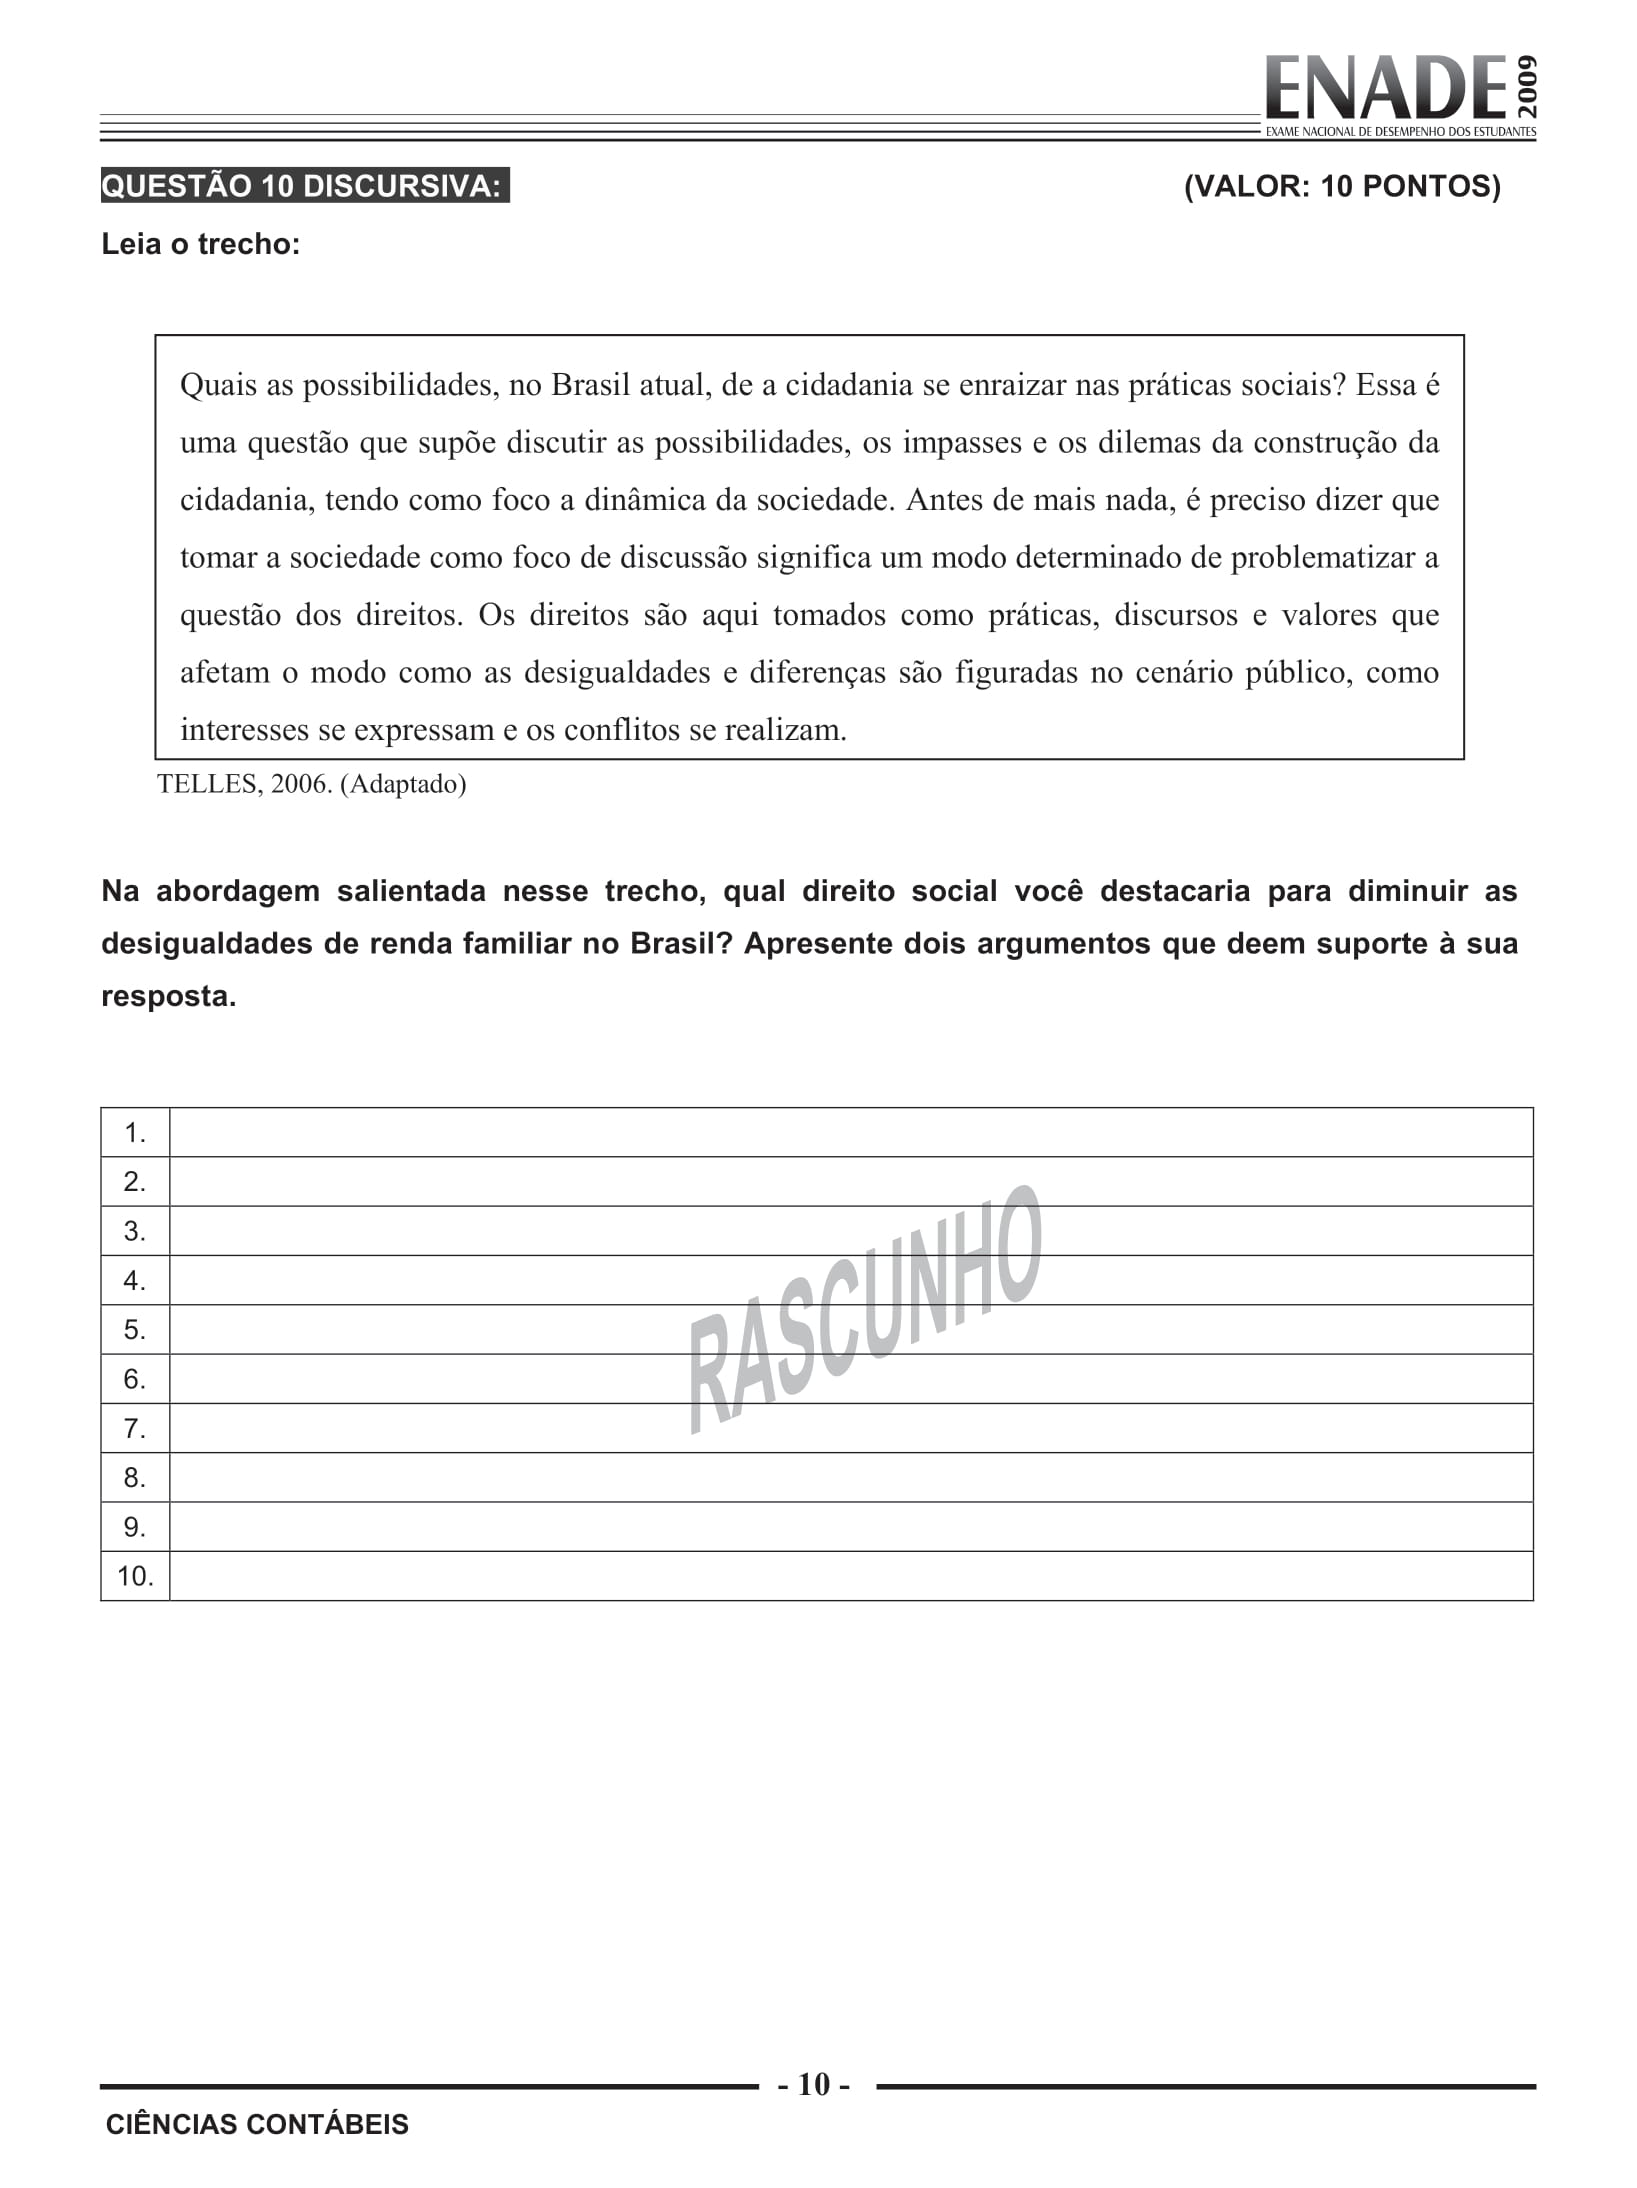 ENADE 2009
EXAME NACIONAL DE DESEMPENHO DOS ESTUDANTES
QUESTÃO 10 DISCURSIVA: (VALOR: 10 PONTOS)
Leia o trecho:
Quais as possibilidades, no Brasil atual, de a cidadania se enraizar nas práticas sociais? Essa é
uma questão que supõe discutir as possibilidades, os impasses e os dilemas da construção da
cidadania, tendo como foco a dinâmica da sociedade. Antes de mais nada, é preciso dizer que
tomar a sociedade como foco de discussão significa um modo determinado de problematizar a
questão dos direitos. Os direitos são aqui tomados como práticas, discursos e valores que
afetam o modo como as desigualdades e diferenças são figuradas no cenário público, como
interesses se expressam e os conflitos se realizam.
TELLES, 2006. (Adaptado)
Na abordagem salientada nesse trecho, qual direito social você destacaria para diminuir as
desigualdades de renda familiar no Brasil? Apresente dois argumentos que deem suporte à sua
resposta.
1.
2.
3.
4.
5.
6.
7.
8.
9.
10.
RASCUNHO
- 10 -
CIÊNCIAS CONTÁBEIS